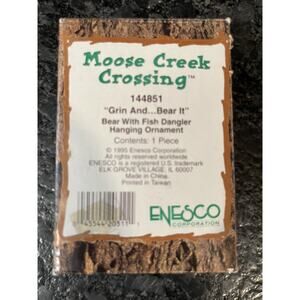 Moose Creek
Crossing™
144851
"Grin And...Bear It"
Bear With Fish Dangler
Hanging Ornament
Contents: 1 Piece
© 1995 Enesco Corporation
All rights reserved worldwide
ENESCO is a registered U.S. trademark
ELK GROVE VILLAGE, IL 60007
Made in China
Printed in Taiwan
ENESCO
CORPORATION